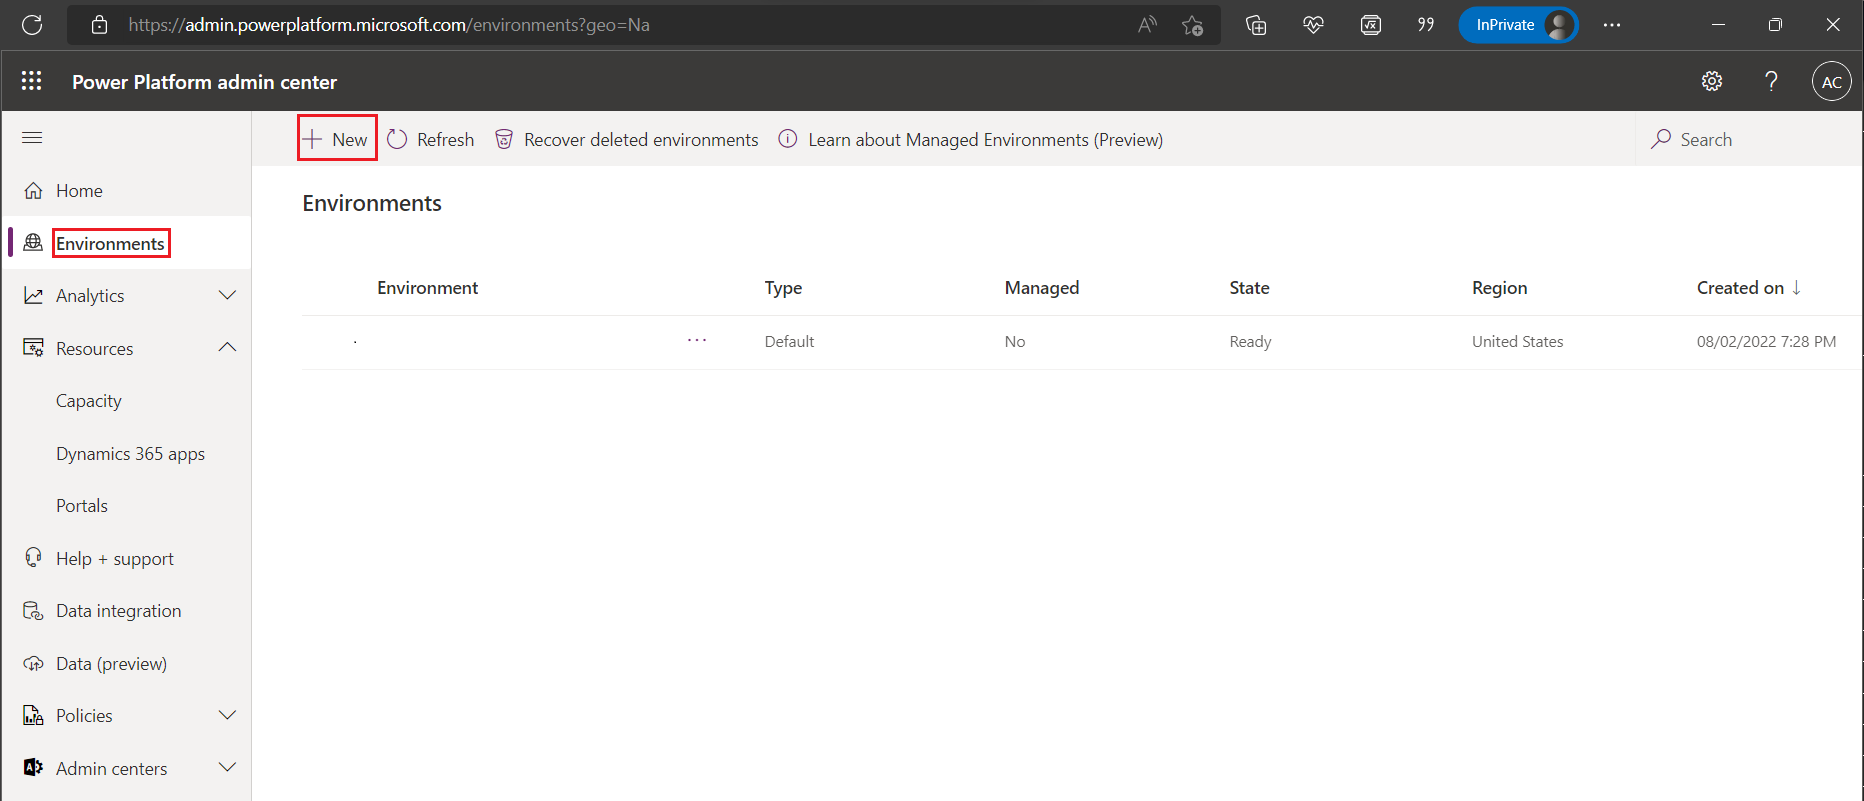 https://admin.powerplatform.microsoft.com/environments?geo=Na
InPrivate
Power Platform admin center
AC
New
Refresh
Recover deleted environments
Learn about Managed Environments (Preview)
Search
Home
Environments
Analytics
Resources
Capacity
Dynamics 365 apps
Portals
Help + support
Data integration
Data (preview)
Policies
Admin centers
Environments
Environment Type Managed State Region Created on ↓
Default No Ready United States 08/02/2022 7:28 PM